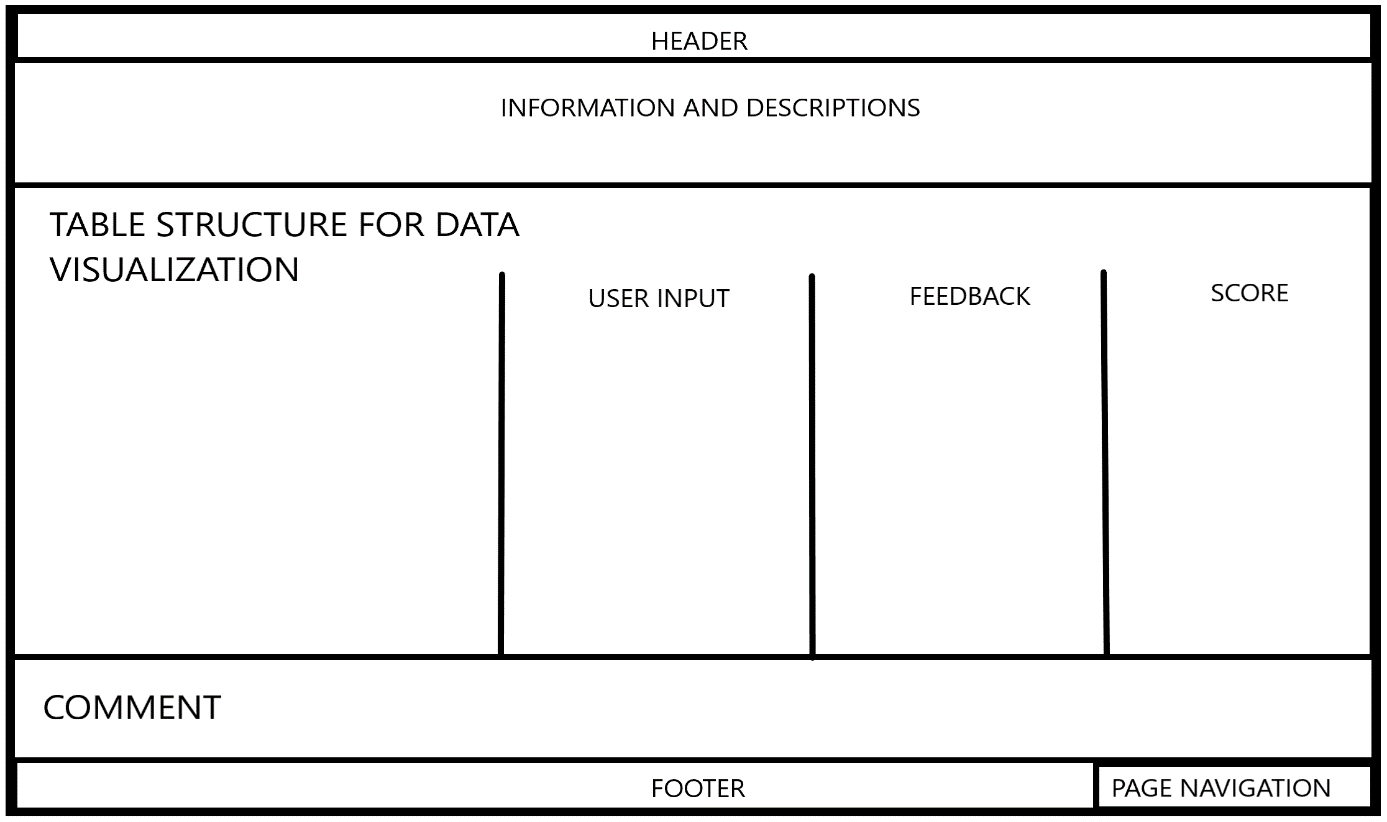 HEADER
INFORMATION AND DESCRIPTIONS
TABLE STRUCTURE FOR DATA
VISUALIZATION
USER INPUT
FEEDBACK
SCORE
COMMENT
FOOTER
PAGE NAVIGATION